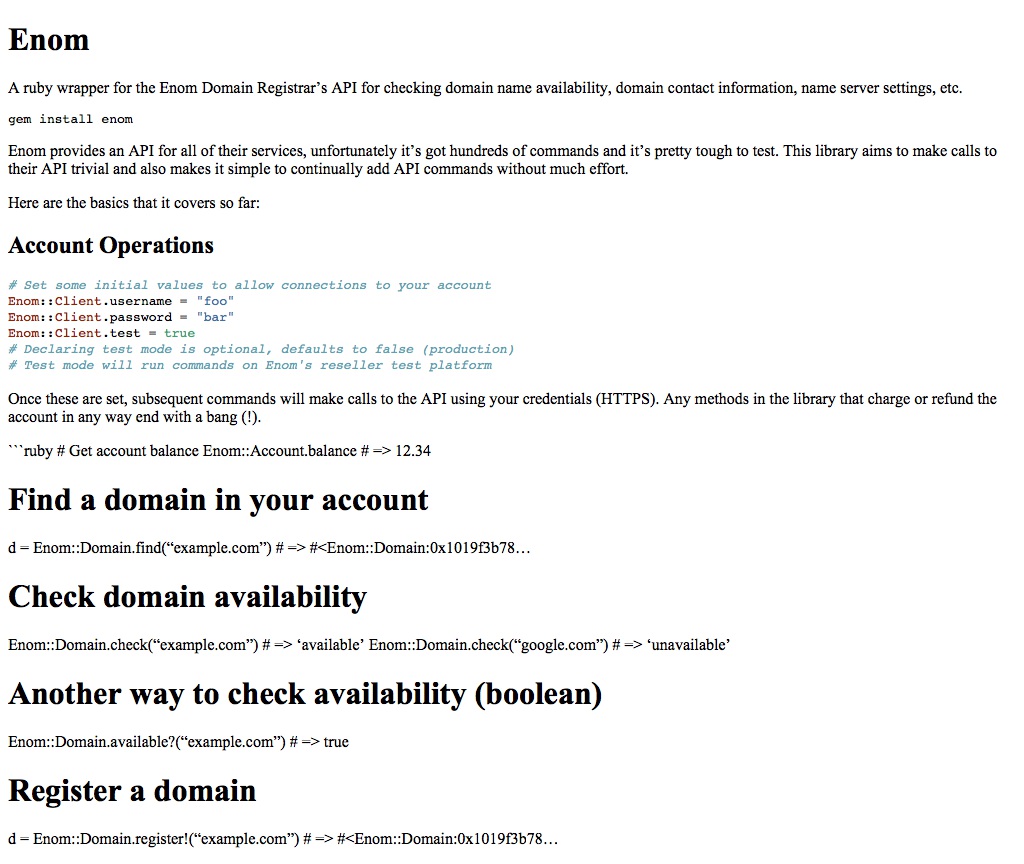 Enom
A ruby wrapper for the Enom Domain Registrar’s API for checking domain name availability, domain contact information, name server settings, etc.
gem install enom
Enom provides an API for all of their services, unfortunately it’s got hundreds of commands and it’s pretty tough to test. This library aims to make calls to
their API trivial and also makes it simple to continually add API commands without much effort.
Here are the basics that it covers so far:
Account Operations
# Set some initial values to allow connections to your account
Enom::Client.username = "foo"
Enom::Client.password = "bar"
Enom::Client.test = true
# Declaring test mode is optional, defaults to false (production)
# Test mode will run commands on Enom's reseller test platform
Once these are set, subsequent commands will make calls to the API using your credentials (HTTPS). Any methods in the library that charge or refund the
account in any way end with a bang (!).
```ruby # Get account balance Enom::Account.balance # => 12.34
Find a domain in your account
d = Enom::Domain.find(“example.com”) # => #<Enom::Domain:0x1019f3b78…
Check domain availability
Enom::Domain.check(“example.com”) # => ‘available’ Enom::Domain.check(“google.com”) # => ‘unavailable’
Another way to check availability (boolean)
Enom::Domain.available?(“example.com”) # => true
Register a domain
d = Enom::Domain.register!(“example.com”) # => #<Enom::Domain:0x1019f3b78…